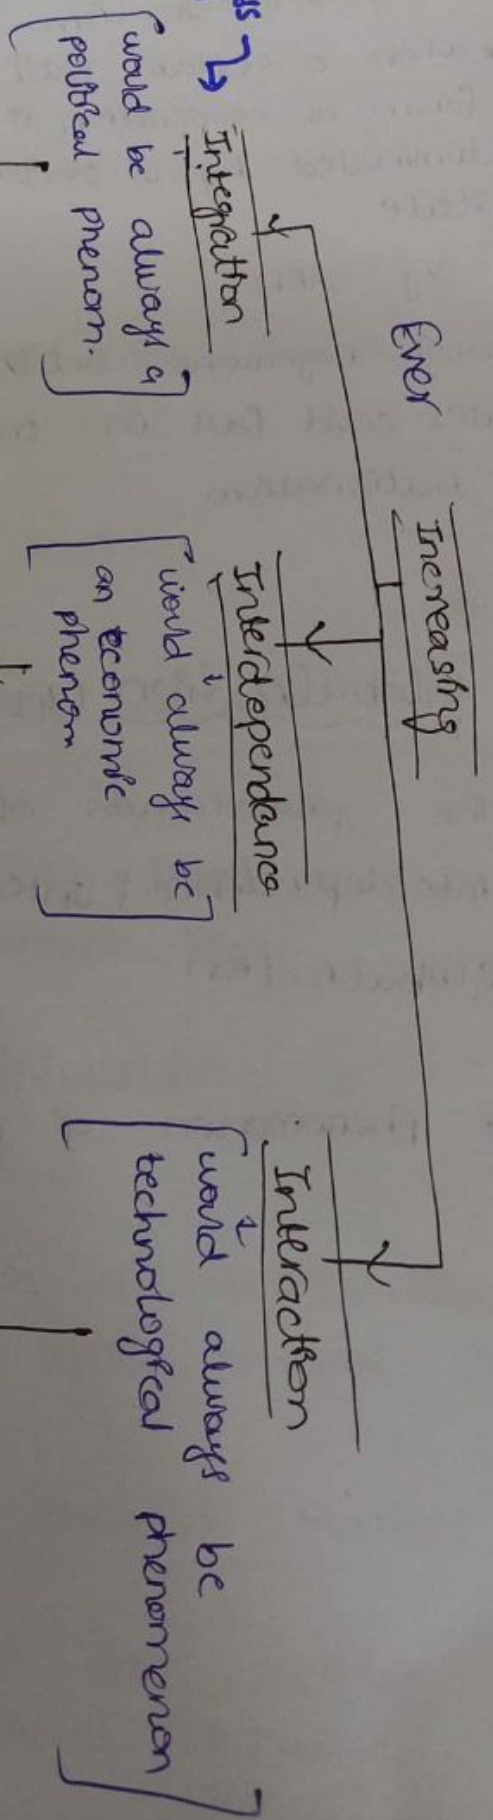 Ever Increasing
Integration
[would be always a
political phenom.]
Interdependance
[would always be
an economic
phenom]
Interaction
[would always be
technological phenomenon]